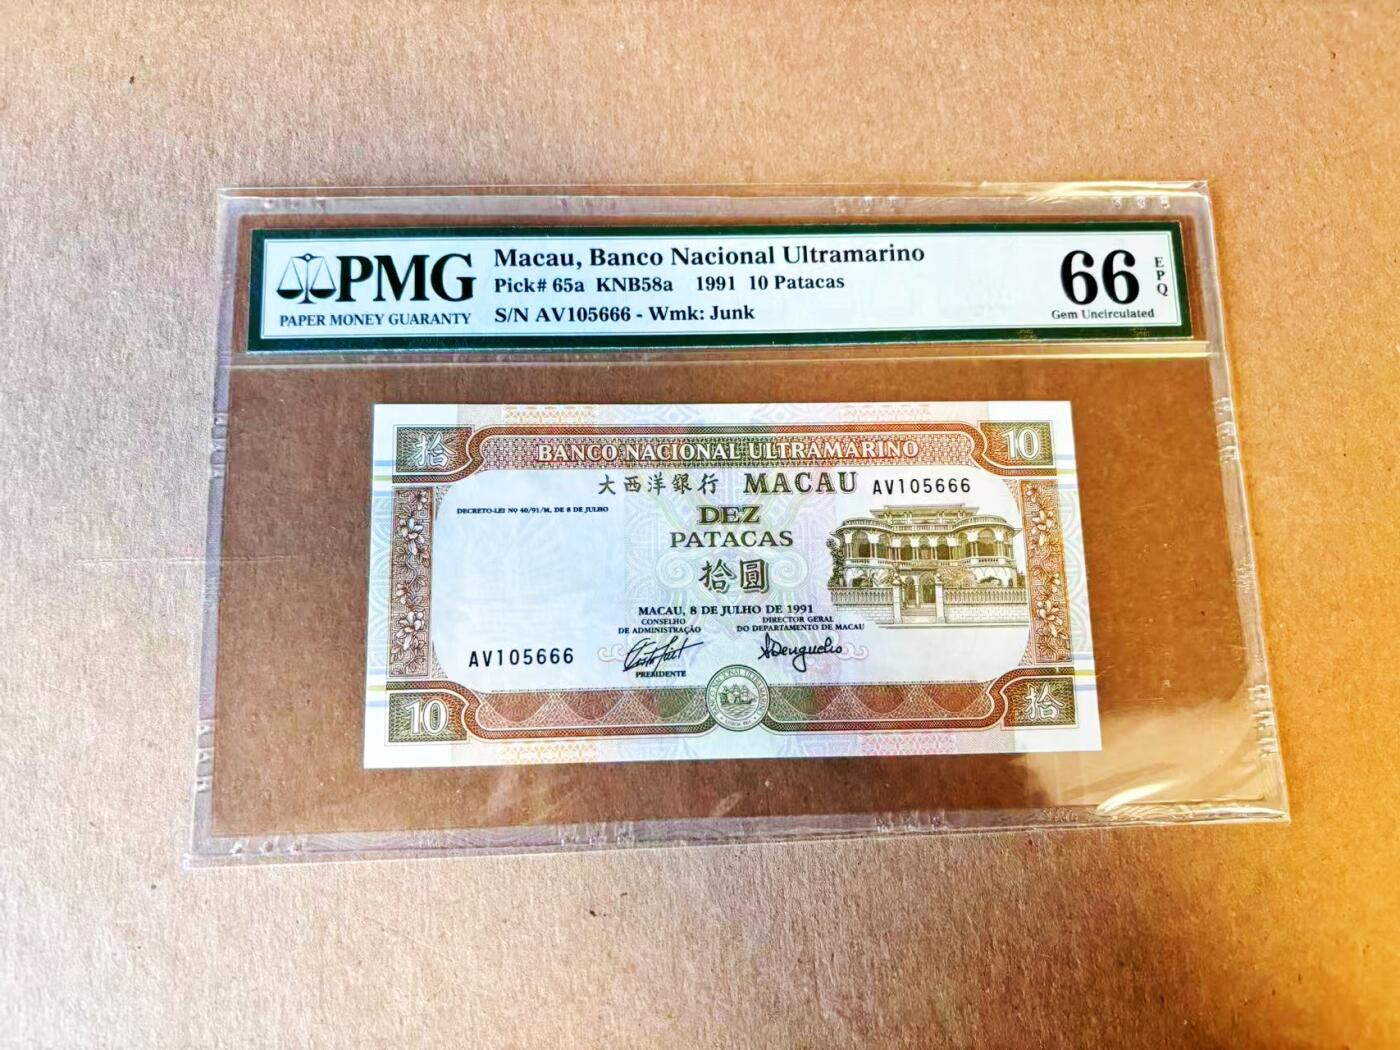 PMG
PAPER MONEY GUARANTY
Macau, Banco Nacional Ultramarino
Pick# 65a KNB58a 1991 10 Patacas
S/N AV105666 - Wmk: Junk
66 EPQ
Gem Uncirculated
拾
BANCO NACIONAL ULTRAMARINO
10
大西洋銀行 MACAU AV105666
DECRETO-LEI Nº 40/91/M, DE 8 DE JULHO
DEZ
PATACAS
拾圓
MACAU, 8 DE JULHO DE 1991
CONSELHO
DE ADMINISTRAÇÃO
DIRECTOR GERAL
DO DEPARTAMENTO DE MACAU
AV105666
PRESIDENTE
10
拾